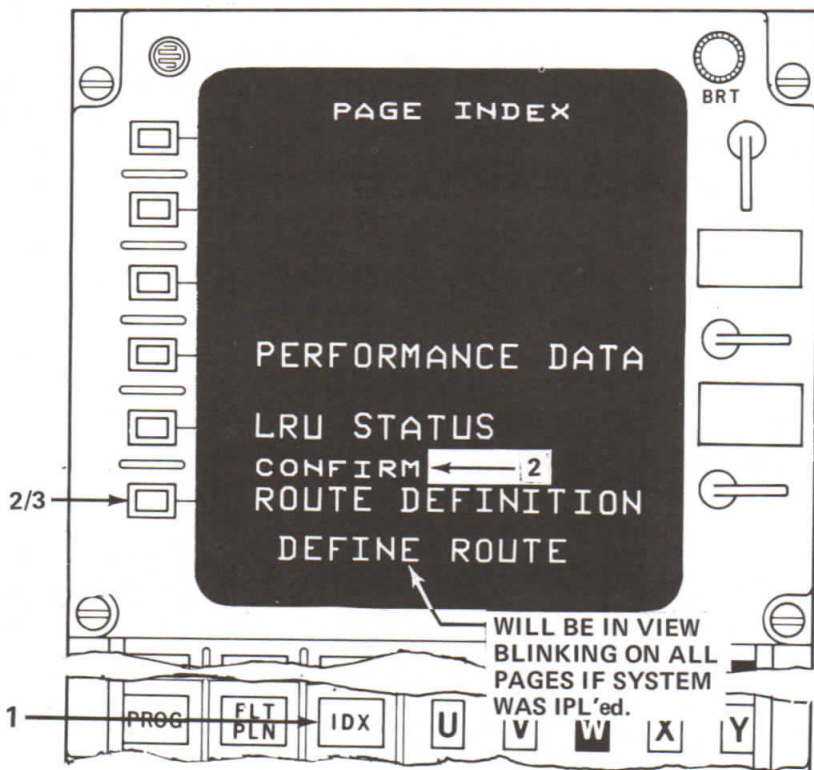 BRT
PAGE INDEX
PERFORMANCE DATA
LRU STATUS
CONFIRM 2
2/3 ROUTE DEFINITION
DEFINE ROUTE
WILL BE IN VIEW
BLINKING ON ALL
PAGES IF SYSTEM
WAS IPL'ed.
1 PROG FLT PLN IDX U V W X Y